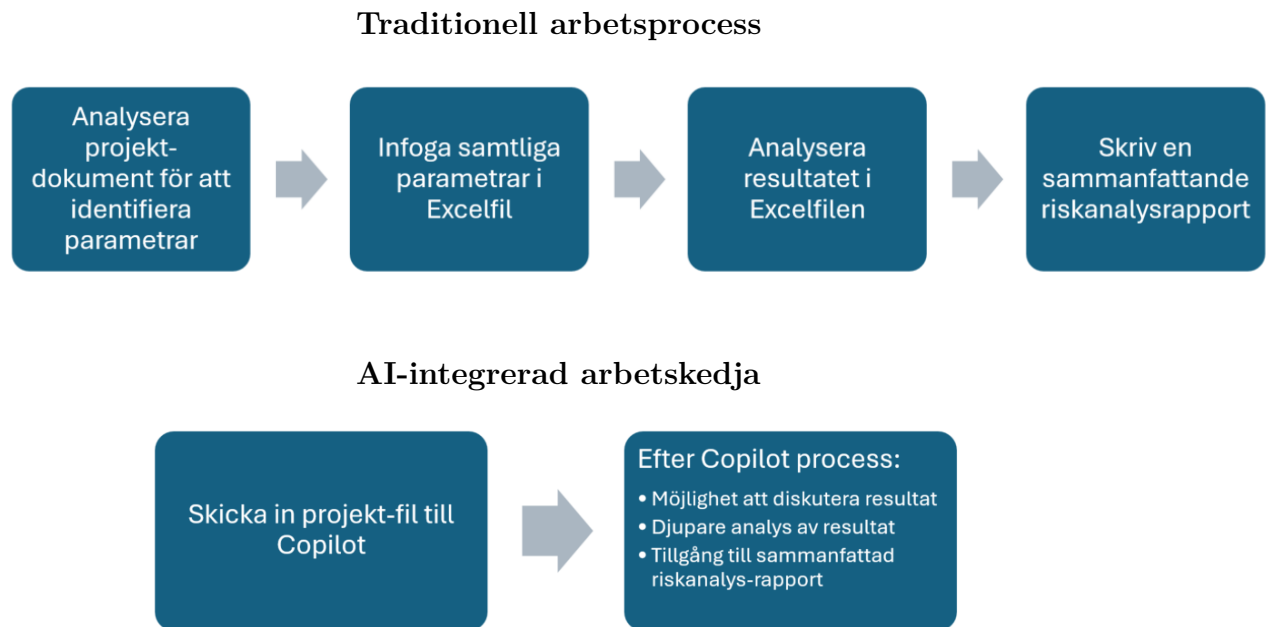 Traditionell arbetsprocess
Analysera
projekt-
dokument för att
identifiera
parametrar
Infoga samtliga
parametrar i
Excelfil
Analysera
resultatet i
Excelfilen
Skriv en
sammanfattande
riskanalysrapport
AI-integrerad arbetskedja
Skicka in projekt-fil till
Copilot
Efter Copilot process:
• Möjlighet att diskutera resultat
• Djupare analys av resultat
• Tillgång till sammanfattad
riskanalys-rapport